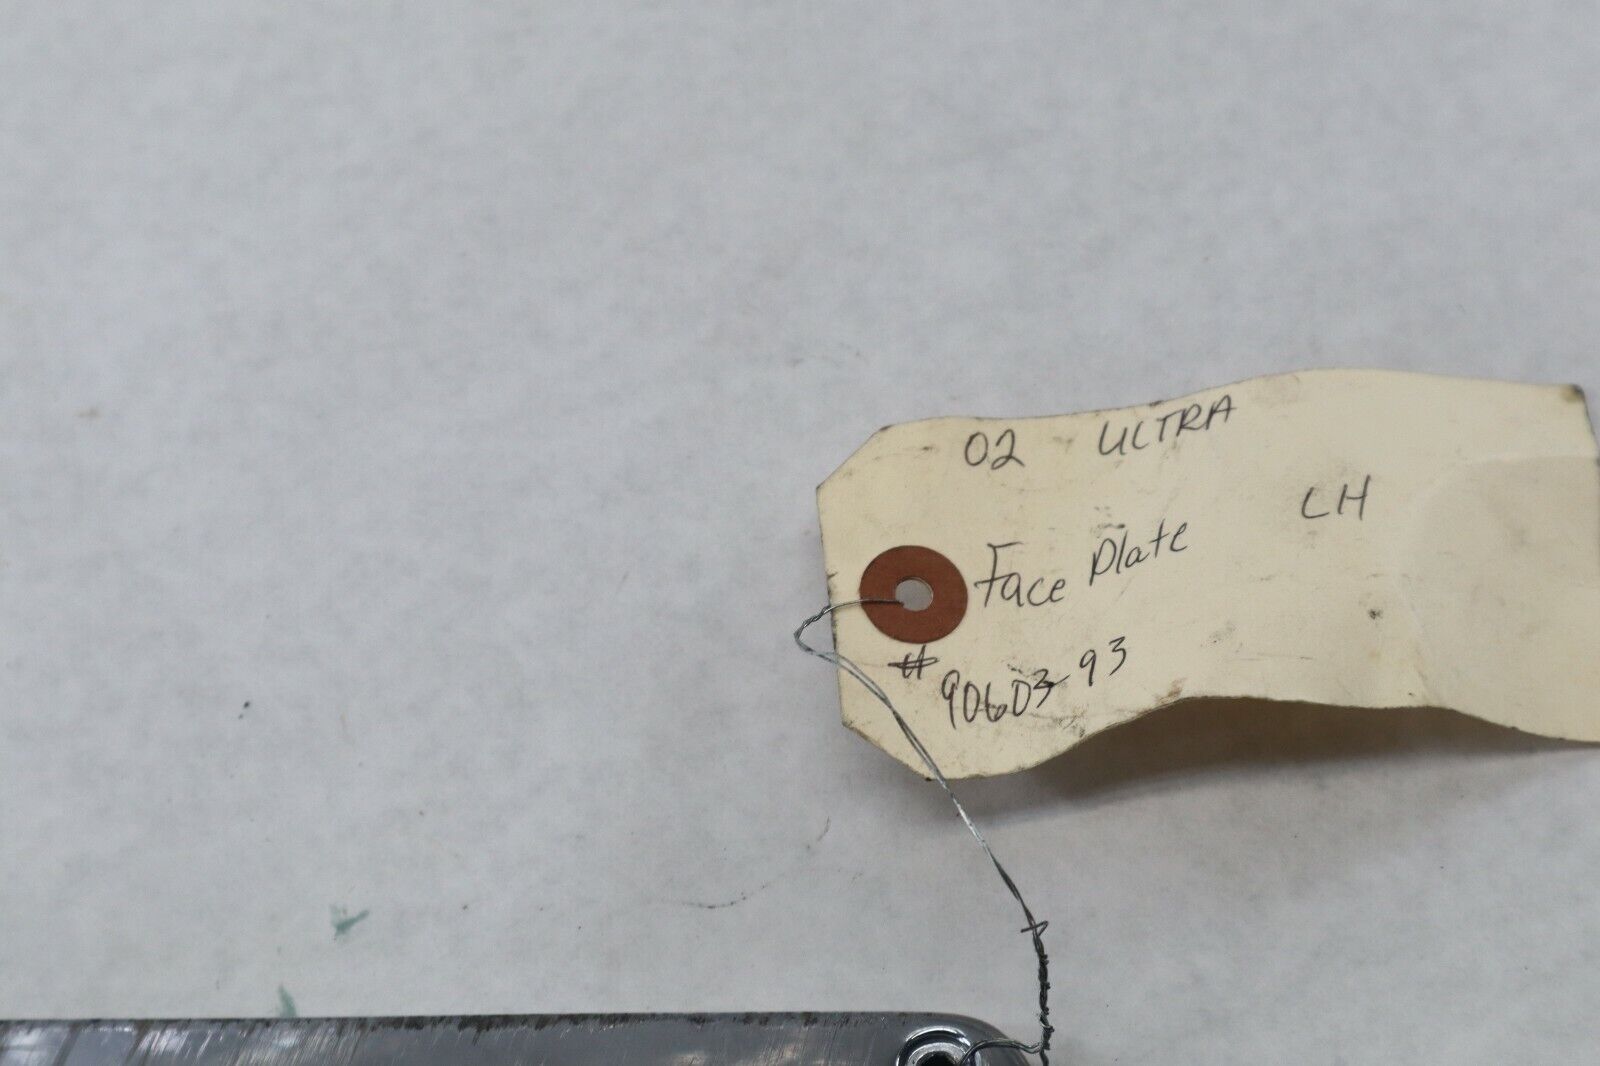 02 ULTRA
LH
Face Plate
# 90603-93